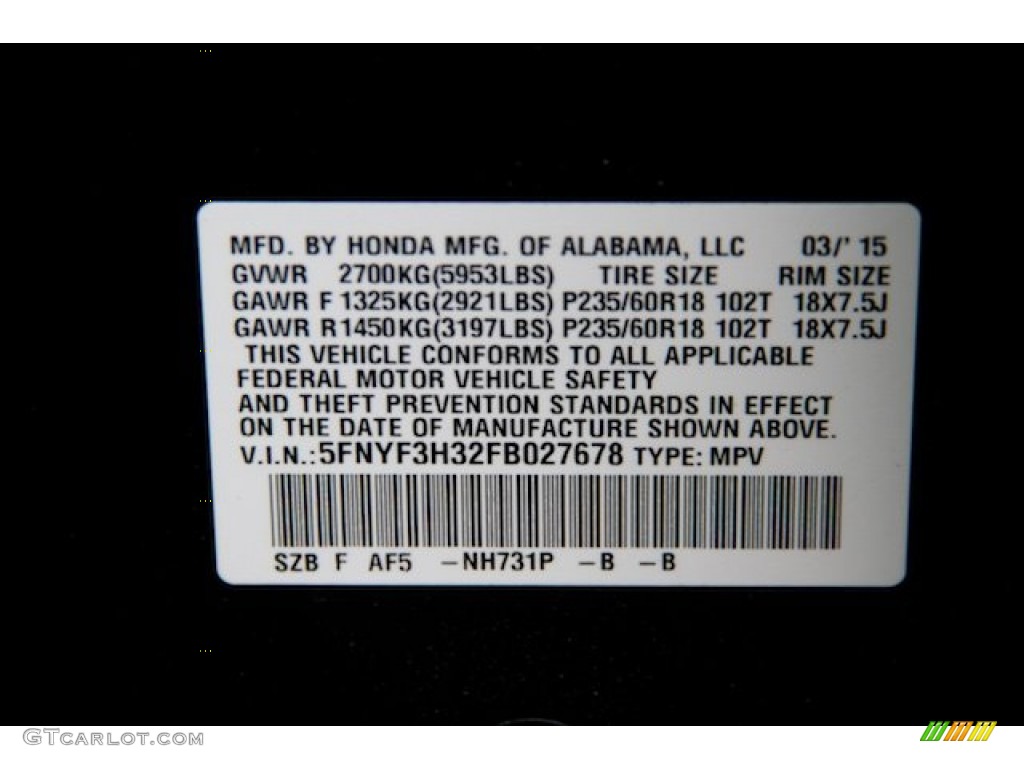 MFD. BY HONDA MFG. OF ALABAMA, LLC 03/' 15
GVWR 2700KG(5953LBS) TIRE SIZE RIM SIZE
GAWR F 1325KG(2921LBS) P235/60R18 102T 18X7.5J
GAWR R1450KG(3197LBS) P235/60R18 102T 18X7.5J
THIS VEHICLE CONFORMS TO ALL APPLICABLE
FEDERAL MOTOR VEHICLE SAFETY
AND THEFT PREVENTION STANDARDS IN EFFECT
ON THE DATE OF MANUFACTURE SHOWN ABOVE.
V.I.N.:5FNYF3H32FB027678 TYPE: MPV
SZB F AF5 -NH731P -B -B
GTCARLOT.COM